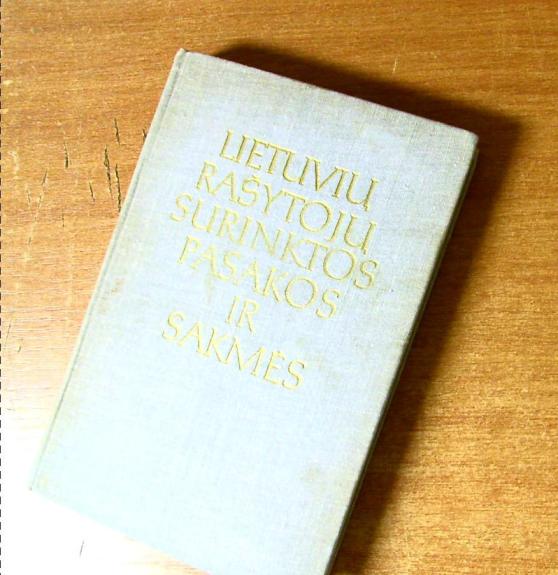 LIETUVIŲ
RAŠYTOJŲ
SURINKTOS
PASAKOS
IR
SAKMĖS